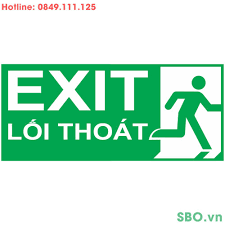 Hotline: 0849.111.125
EXIT
LỐI THOÁT
SBO.vn